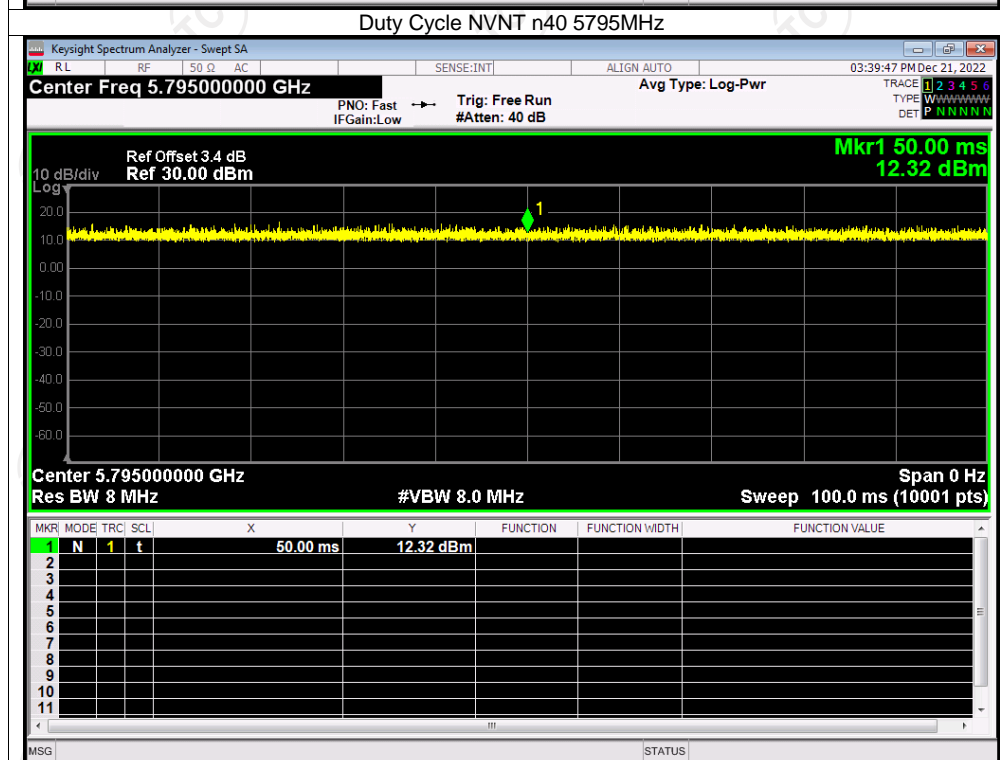 Duty Cycle NVNT n40 5795MHz
Keysight Spectrum Analyzer - Swept SA
LXI RL RF 50 Ω AC SENSE:INT ALIGN AUTO 03:39:47 PM Dec 21, 2022
Center Freq 5.795000000 GHz Avg Type: Log-Pwr TRACE 1 2 3 4 5 6
PNO: Fast Trig: Free Run TYPE WWWWWW
IFGain:Low #Atten: 40 dB DET P N N N N N
Mkr1 50.00 ms
Ref Offset 3.4 dB
10 dB/div Ref 30.00 dBm 12.32 dBm
Log
20.0
1
10.0
0.00
-10.0
-20.0
-30.0
-40.0
-50.0
-60.0
Center 5.795000000 GHz Span 0 Hz
Res BW 8 MHz #VBW 8.0 MHz Sweep 100.0 ms (10001 pts)
MKR MODE TRC SCL X Y FUNCTION FUNCTION WIDTH FUNCTION VALUE
1 N 1 t 50.00 ms 12.32 dBm
2
3
4
5
6
7
8
9
10
11
MSG STATUS